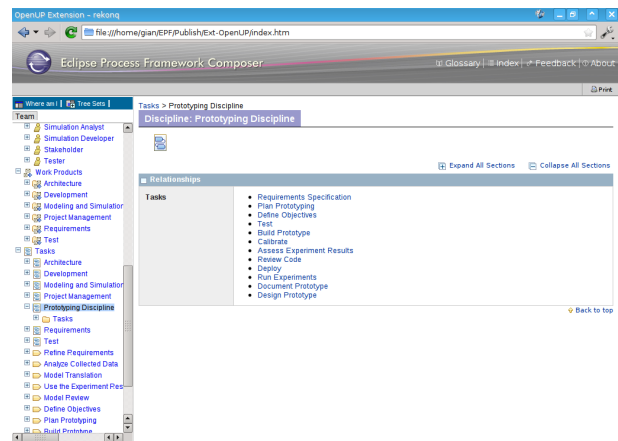 OpenUP Extension – rekonq
file:///home/gian/EPF/Publish/Ext-OpenUP/index.htm
Eclipse Process Framework Composer
Glossary | Index | Feedback | About
Print
Where am I | Tree Sets |
Team
Tasks > Prototyping Discipline
Discipline: Prototyping Discipline
Expand All Sections Collapse All Sections
Relationships
Tasks
Requirements Specification
Plan Prototyping
Define Objectives
Test
Build Prototype
Calibrate
Assess Experiment Results
Review Code
Deploy
Run Experiments
Document Prototype
Design Prototype
Back to top
Simulation Analyst
Simulation Developer
Stakeholder
Tester
Work Products
Architecture
Development
Modeling and Simulation
Project Management
Requirements
Test
Tasks
Architecture
Development
Modeling and Simulation
Project Management
Prototyping Discipline
Tasks
Requirements
Test
Refine Requirements
Analyze Collected Data
Model Translation
Use the Experiment Res
Model Review
Define Objectives
Plan Prototyping
Build Prototype